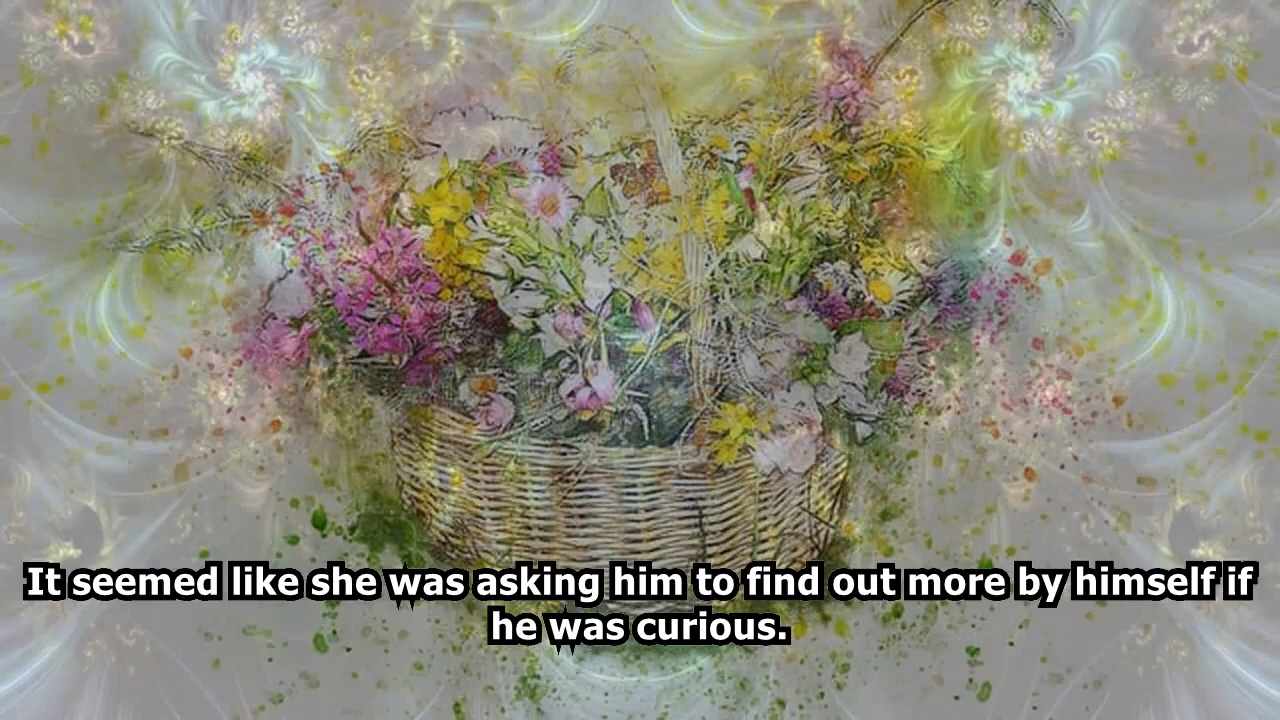 It seemed like she was asking him to find out more by himself if
he was curious.